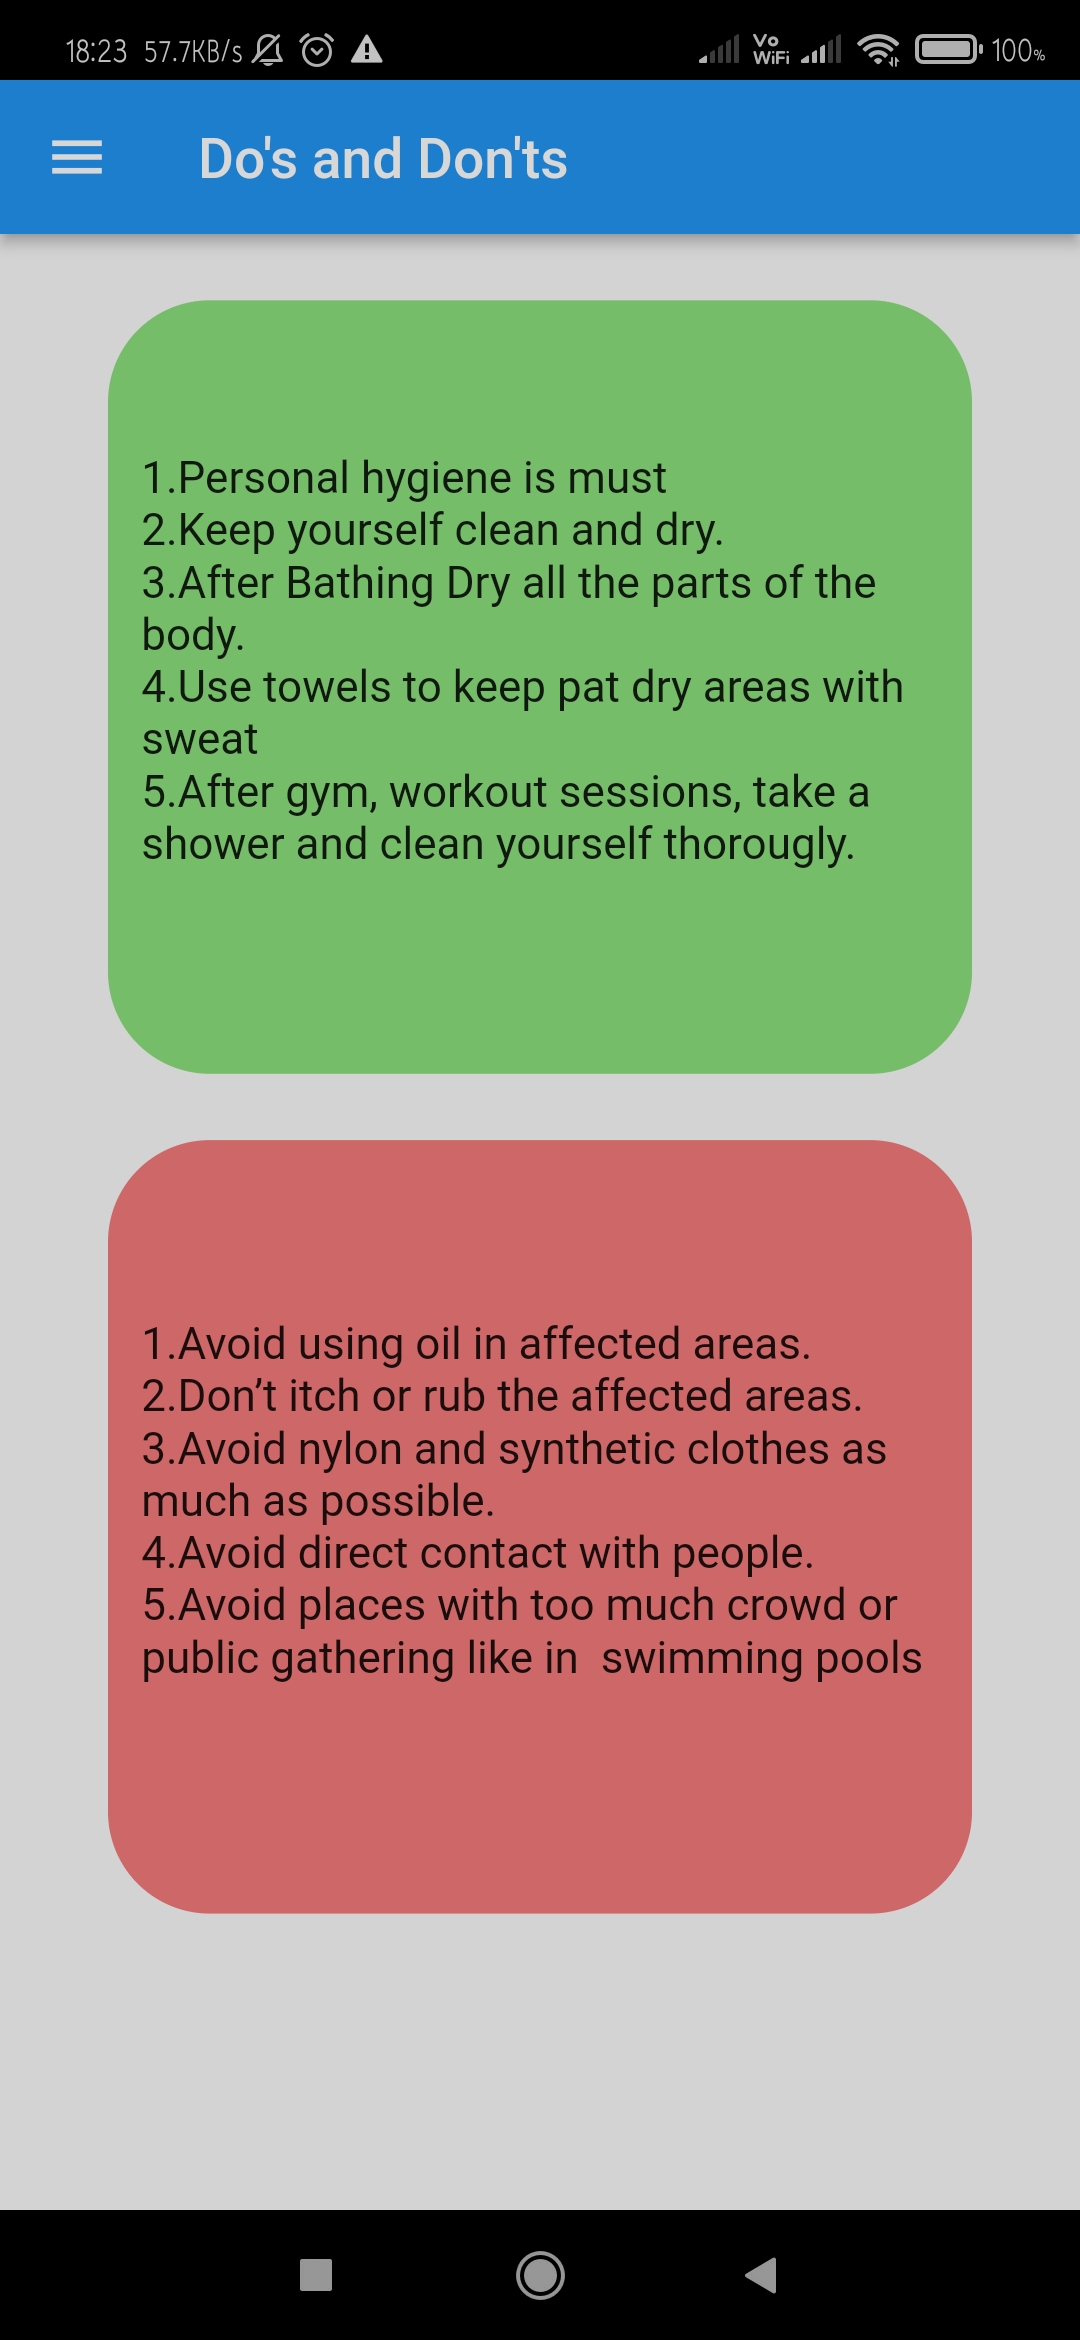 18:23 57.7KB/s Vo WiFi 100%
Do's and Don'ts
1.Personal hygiene is must
2.Keep yourself clean and dry.
3.After Bathing Dry all the parts of the
body.
4.Use towels to keep pat dry areas with
sweat
5.After gym, workout sessions, take a
shower and clean yourself thorougly.
1.Avoid using oil in affected areas.
2.Don’t itch or rub the affected areas.
3.Avoid nylon and synthetic clothes as
much as possible.
4.Avoid direct contact with people.
5.Avoid places with too much crowd or
public gathering like in  swimming pools